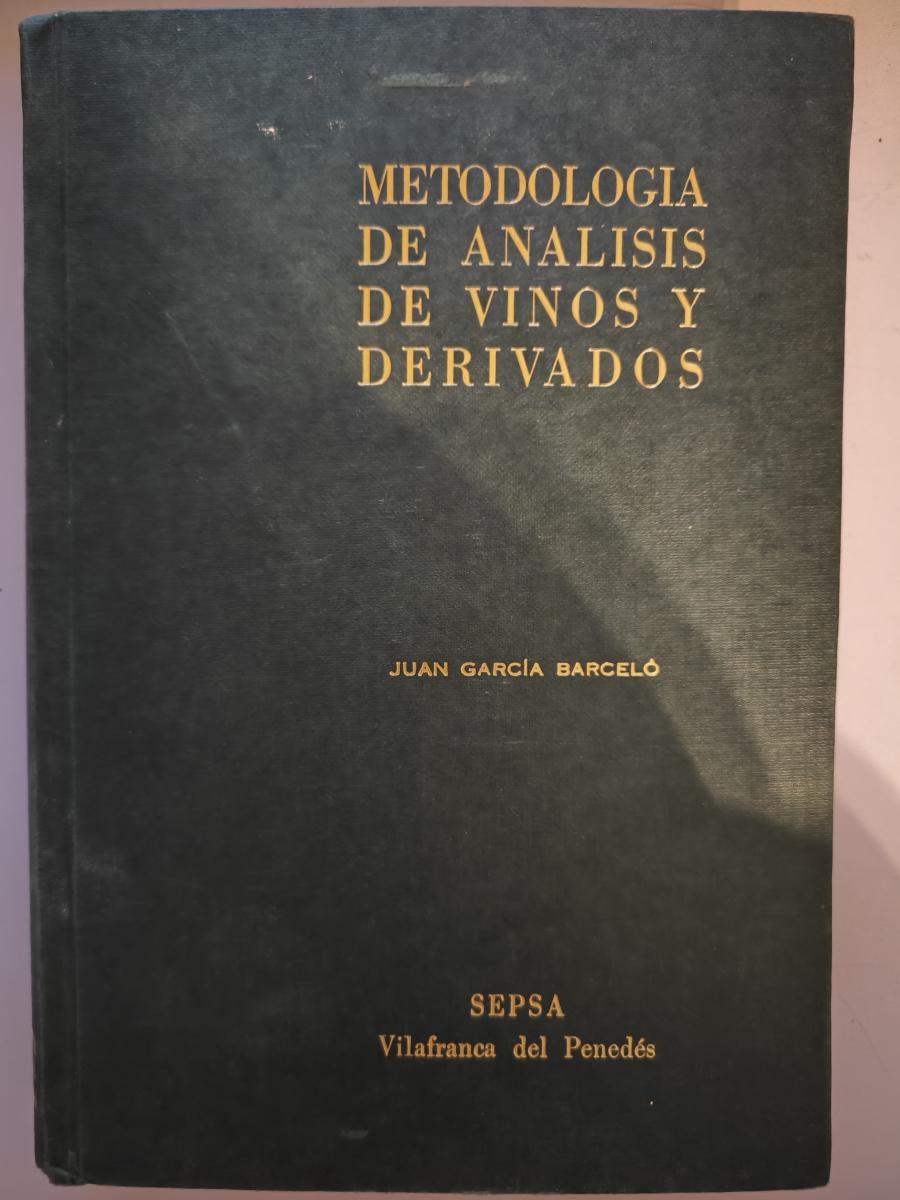 METODOLOGIA
DE ANALISIS
DE VINOS Y
DERIVADOS
JUAN GARCÍA BARCELÓ
SEPSA
Vilafranca del Penedés